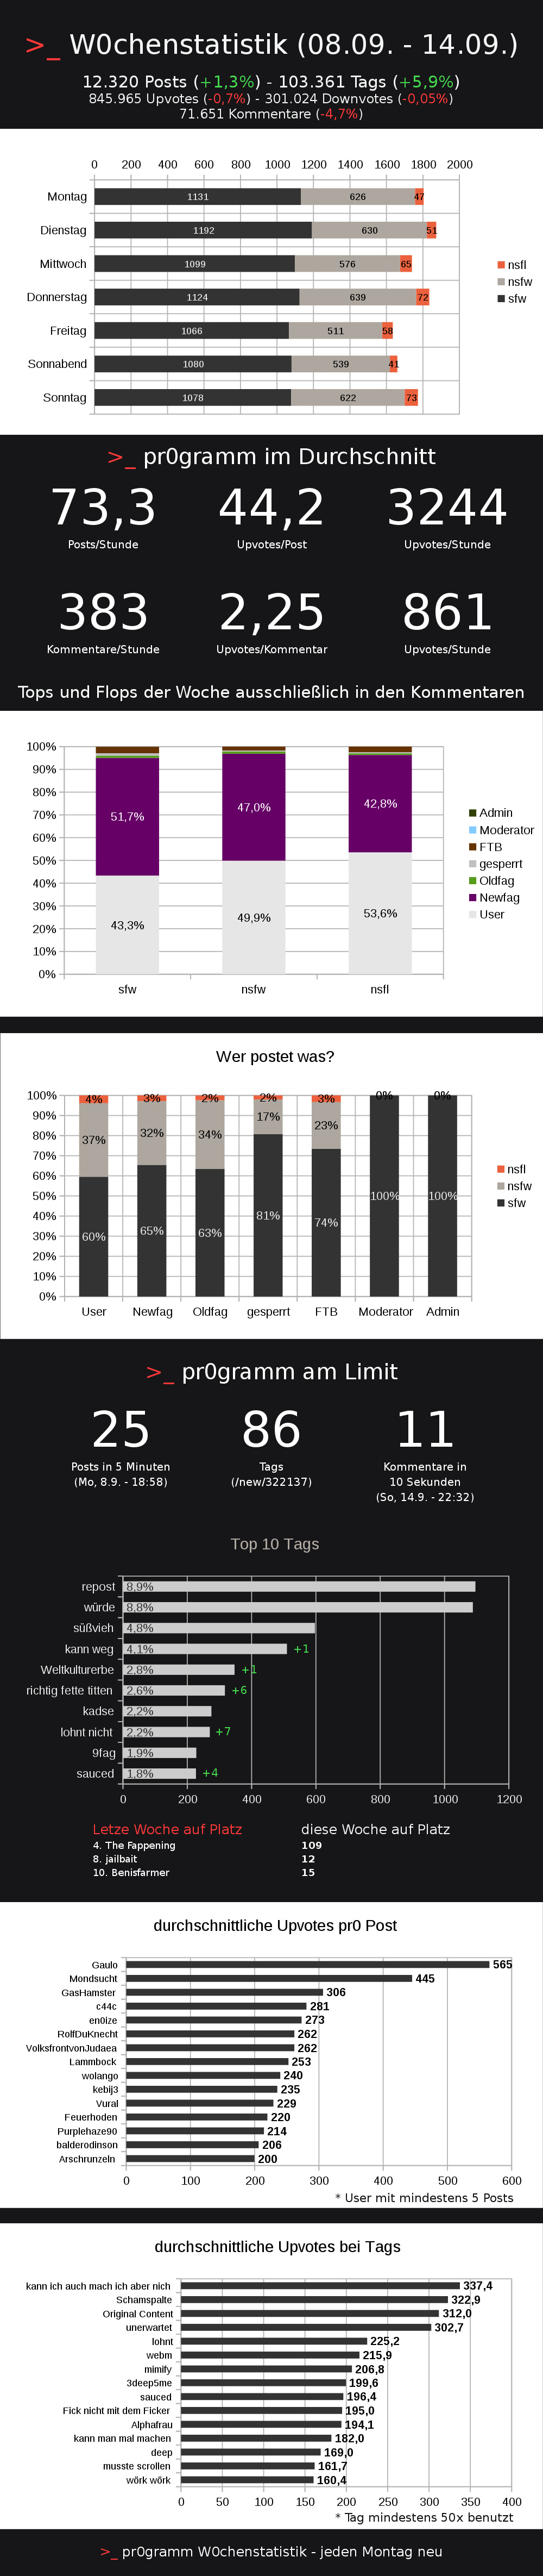 >_ W0chenstatistik (08.09. - 14.09.)
12.320 Posts (+1,3%) - 103.361 Tags (+5,9%)
845.965 Upvotes (-0,7%) - 301.024 Downvotes (-0,05%)
71.651 Kommentare (-4,7%)
0 200 400 600 800 1000 1200 1400 1600 1800 2000
Montag 1131 626 47
Dienstag 1192 630 51
Mittwoch 1099 576 65
Donnerstag 1124 639 72
Freitag 1066 511 58
Sonnabend 1080 539 41
Sonntag 1078 622 73
nsfl
nsfw
sfw
>_ pr0gramm im Durchschnitt
73,3 44,2 3244
Posts/Stunde Upvotes/Post Upvotes/Stunde
383 2,25 861
Kommentare/Stunde Upvotes/Kommentar Upvotes/Stunde
Tops und Flops der Woche ausschließlich in den Kommentaren
100%
90%
80%
70%
60%
50%
40%
30%
20%
10%
0%
51,7% 47,0% 42,8%
43,3% 49,9% 53,6%
sfw nsfw nsfl
Admin
Moderator
FTB
gesperrt
Oldfag
Newfag
User
Wer postet was?
100%
90%
80%
70%
60%
50%
40%
30%
20%
10%
0%
4% 3% 2% 2% 3% 0% 0%
37% 32% 34% 17% 23%
60% 65% 63% 81% 74% 100% 100%
User Newfag Oldfag gesperrt FTB Moderator Admin
nsfl
nsfw
sfw
>_ pr0gramm am Limit
25 86 11
Posts in 5 Minuten Tags Kommentare in
(Mo, 8.9. - 18:58) (/new/322137) 10 Sekunden
(So, 14.9. - 22:32)
Top 10 Tags
repost 8,9%
würde 8,8%
süßvieh 4,8%
kann weg 4,1% +1
Weltkulturerbe 2,8% +1
richtig fette titten 2,6% +6
kadse 2,2%
lohnt nicht 2,2% +7
9fag 1,9%
sauced 1,8% +4
0 200 400 600 800 1000 1200
Letze Woche auf Platz diese Woche auf Platz
4. The Fappening 109
8. jailbait 12
10. Benisfarmer 15
durchschnittliche Upvotes pr0 Post
Gaulo 565
Mondsucht 445
GasHamster 306
c44c 281
en0ize 273
RolfDuKnecht 262
VolksfrontvonJudaea 262
Lammbock 253
wolango 240
kebij3 235
Vural 229
Feuerhoden 220
Purplehaze90 214
balderodinson 206
Arschrunzeln 200
0 100 200 300 400 500 600
* User mit mindestens 5 Posts
durchschnittliche Upvotes bei Tags
kann ich auch mach ich aber nich 337,4
Schamspalte 322,9
Original Content 312,0
unerwartet 302,7
lohnt 225,2
webm 215,9
mimify 206,8
3deep5me 199,6
sauced 196,4
Fick nicht mit dem Ficker 195,0
Alphafrau 194,1
kann man mal machen 182,0
deep 169,0
musste scrollen 161,7
wörk wörk 160,4
0 50 100 150 200 250 300 350 400
* Tag mindestens 50x benutzt
>_ pr0gramm W0chenstatistik - jeden Montag neu